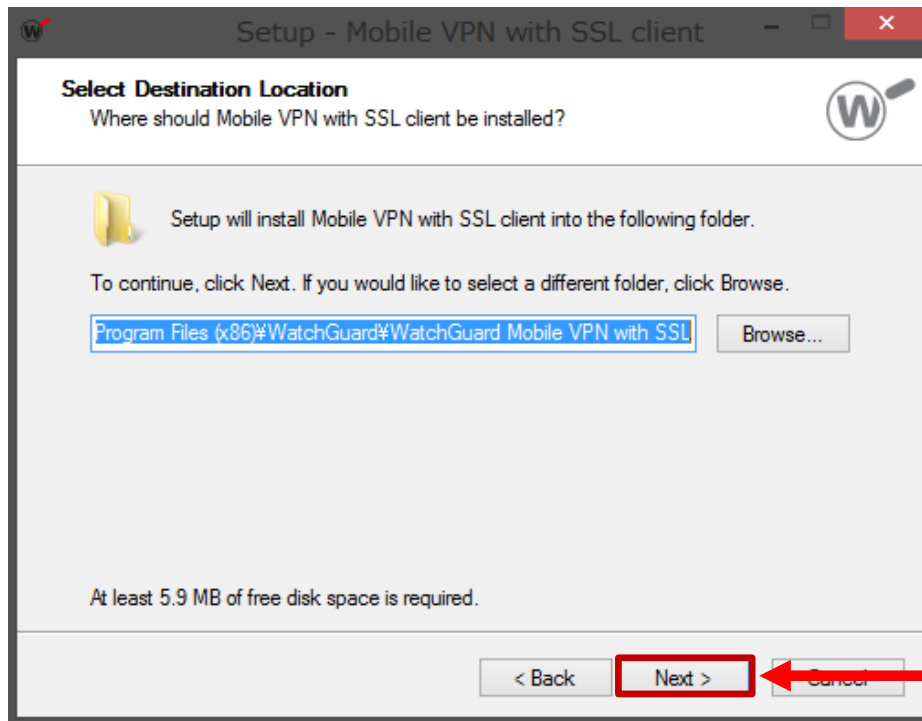 Setup - Mobile VPN with SSL client
Select Destination Location
Where should Mobile VPN with SSL client be installed?
W
Setup will install Mobile VPN with SSL client into the following folder.
To continue, click Next. If you would like to select a different folder, click Browse.
Program Files (x86)¥WatchGuard¥WatchGuard Mobile VPN with SSL
Browse...
At least 5.9 MB of free disk space is required.
< Back
Next >
Cancel